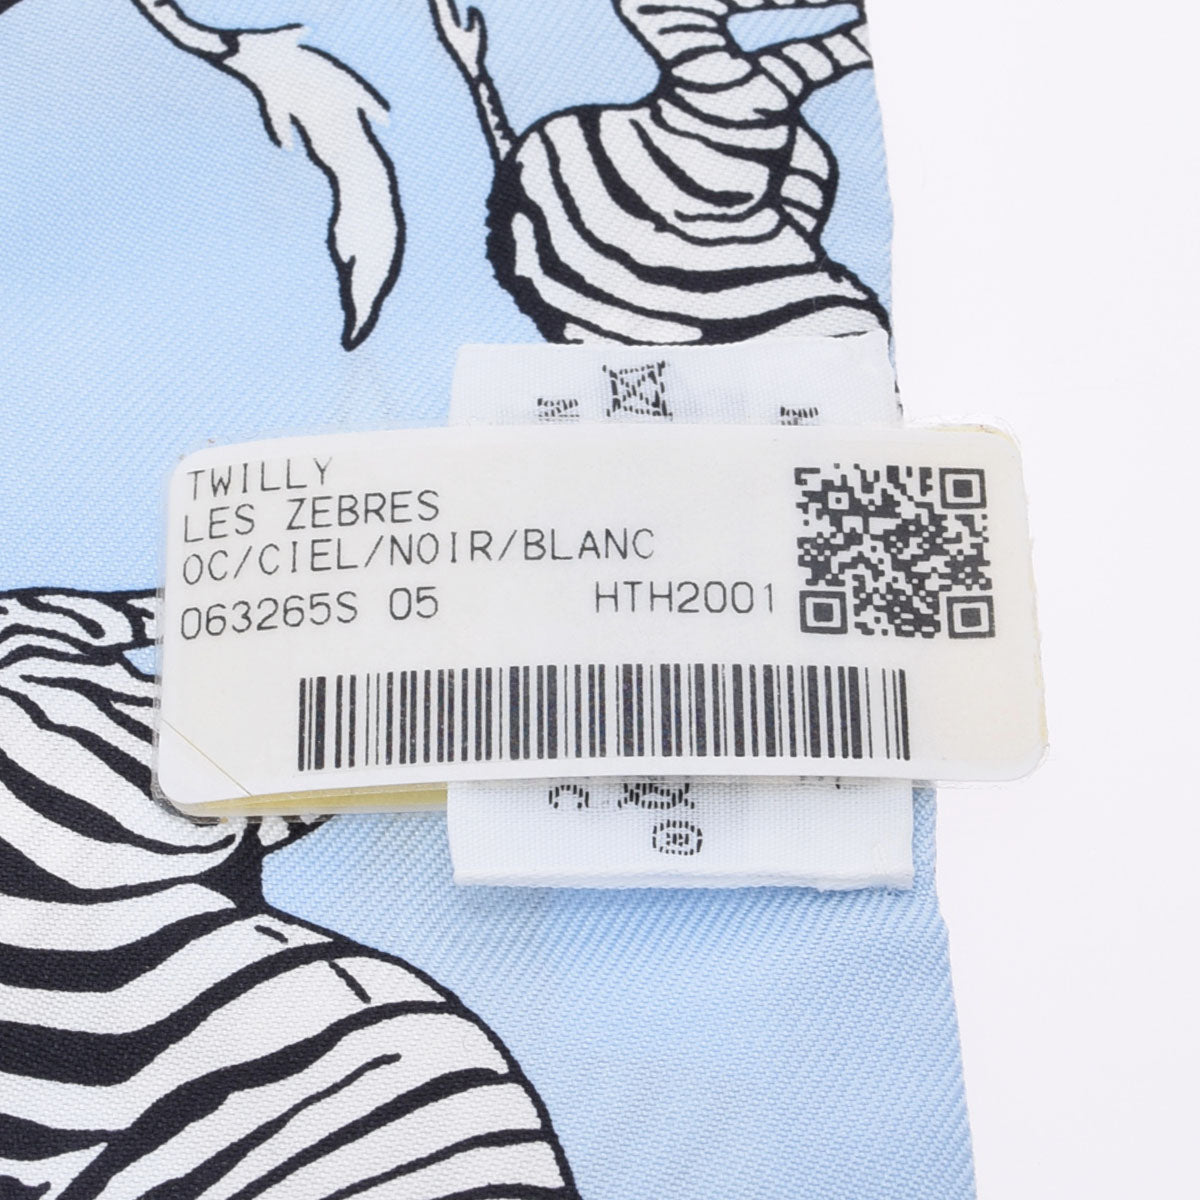 TWILLY
LES ZEBRES
OC/CIEL/NOIR/BLANC
063265S 05 HTH2001